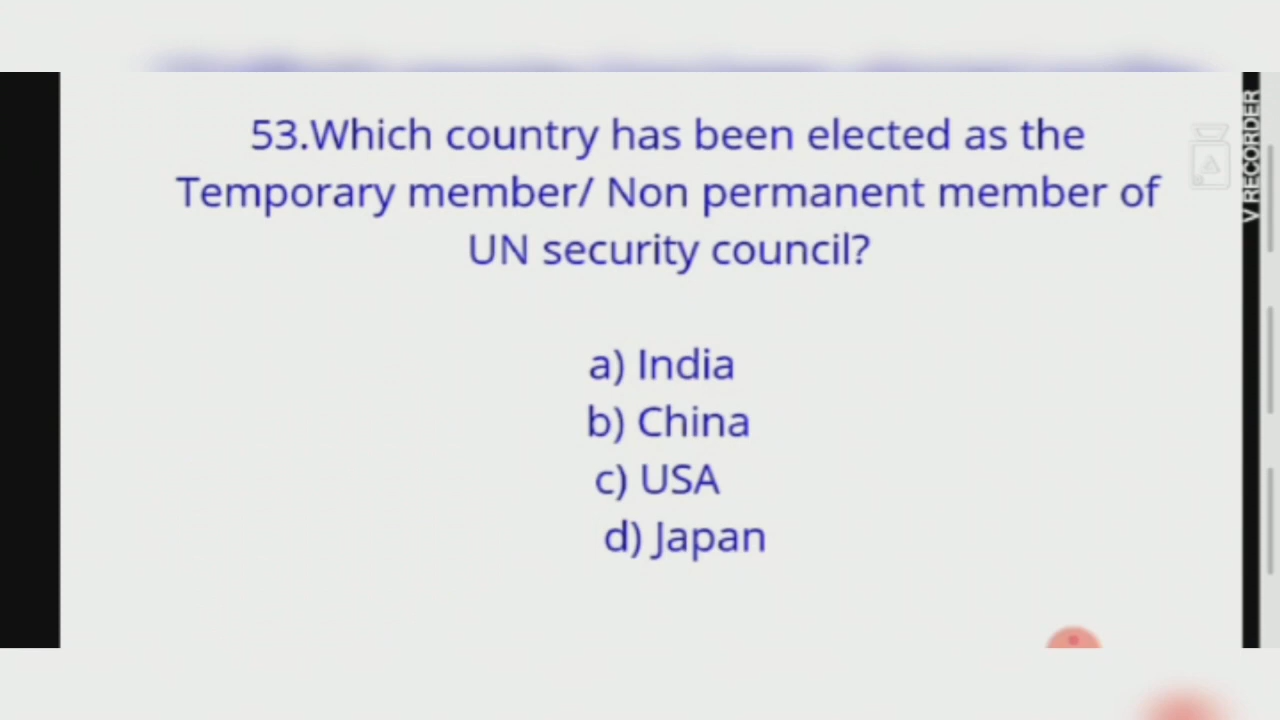 53.Which country has been elected as the
Temporary member/ Non permanent member of
UN security council?
a) India
b) China
c) USA
d) Japan
V RECORDER